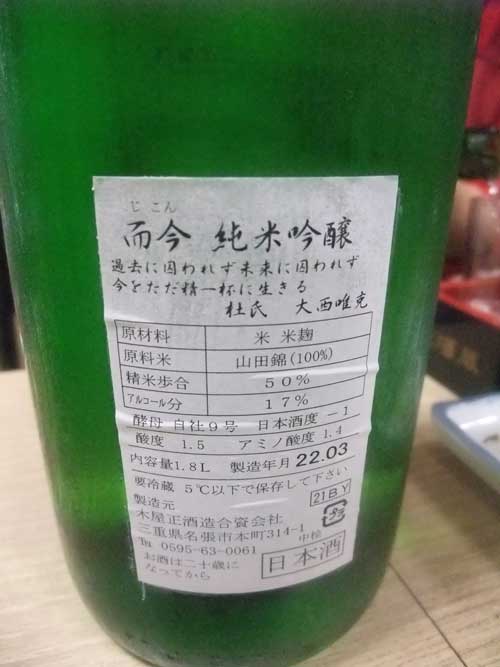 じこん
而今 純米吟醸
過去に囚われず未来に囚われず
今をただ精一杯に生きる
杜氏 大西唯克
原材料 米 米麹
原料米 山田錦(100%)
精米歩合 50%
アルコール分 17%
酵母 自社9号 日本酒度 −1
酸度 1.5 アミノ酸度 1.4
内容量1.8L 製造年月 22.03
要冷蔵 5℃以下で保存して下さい
製造元 21BY
木屋正酒造合資会社
三重県名張市本町314-1
℡ 0595-63-0061 中桧
お酒は二十歳に
なってから
日本酒